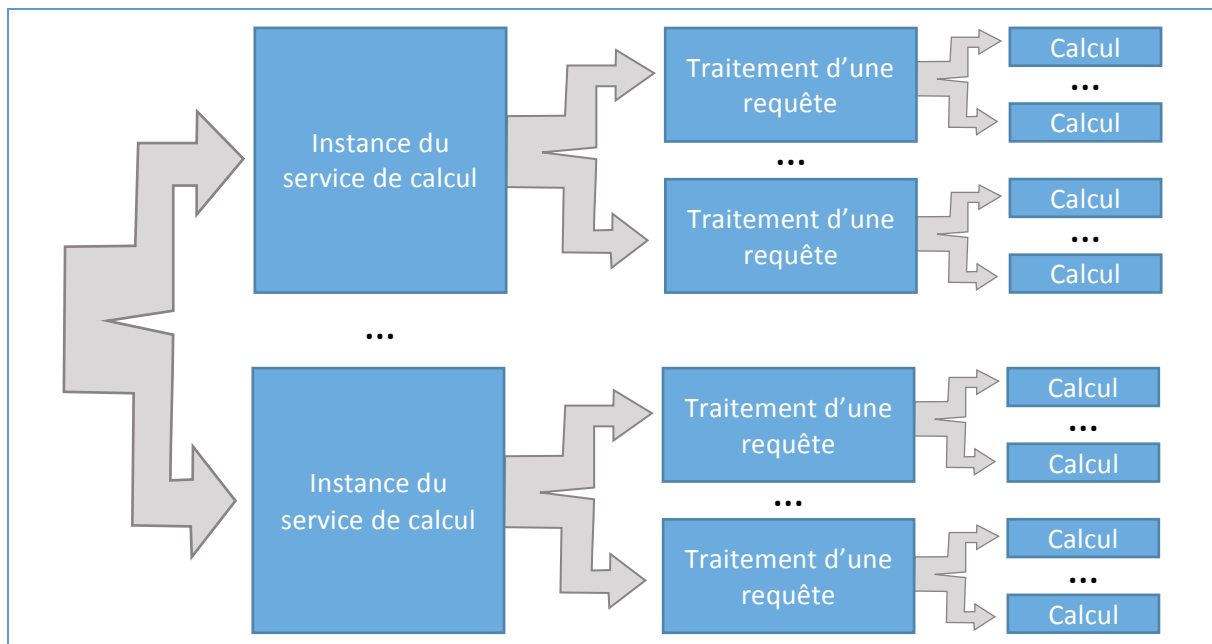 Instance du
service de calcul
Traitement d’une
requête
Calcul
...
Calcul
...
Traitement d’une
requête
Calcul
...
Calcul
...
Instance du
service de calcul
Traitement d’une
requête
Calcul
...
Calcul
...
Traitement d’une
requête
Calcul
...
Calcul